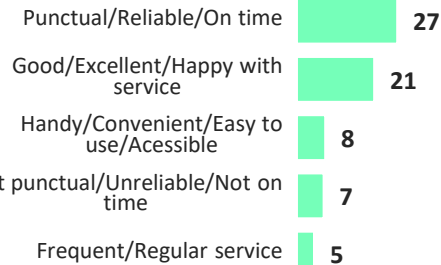 Punctual/Reliable/On time
27
Good/Excellent/Happy with
service
21
Handy/Convenient/Easy to
use/Acessible
8
punctual/Unreliable/Not on
time
7
Frequent/Regular service
5